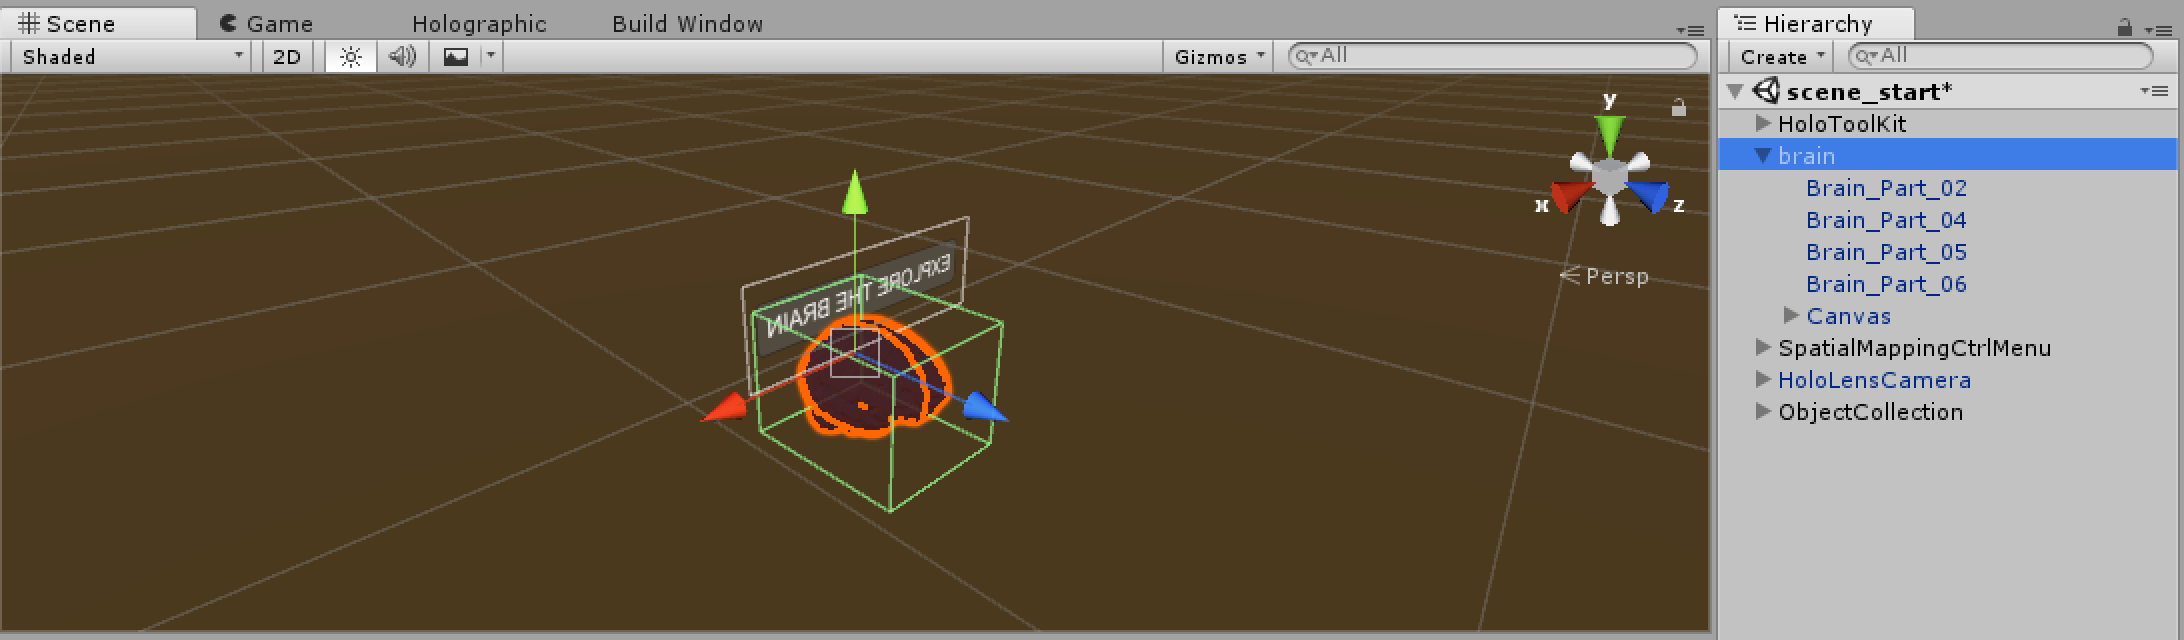 Scene Game Holographic Build Window
Shaded 2D Gizmos All
y
x z
Persp
EXPLORE THE BRAIN
Hierarchy
Create All
scene_start*
HoloToolKit
brain
Brain_Part_02
Brain_Part_04
Brain_Part_05
Brain_Part_06
Canvas
SpatialMappingCtrlMenu
HoloLensCamera
ObjectCollection